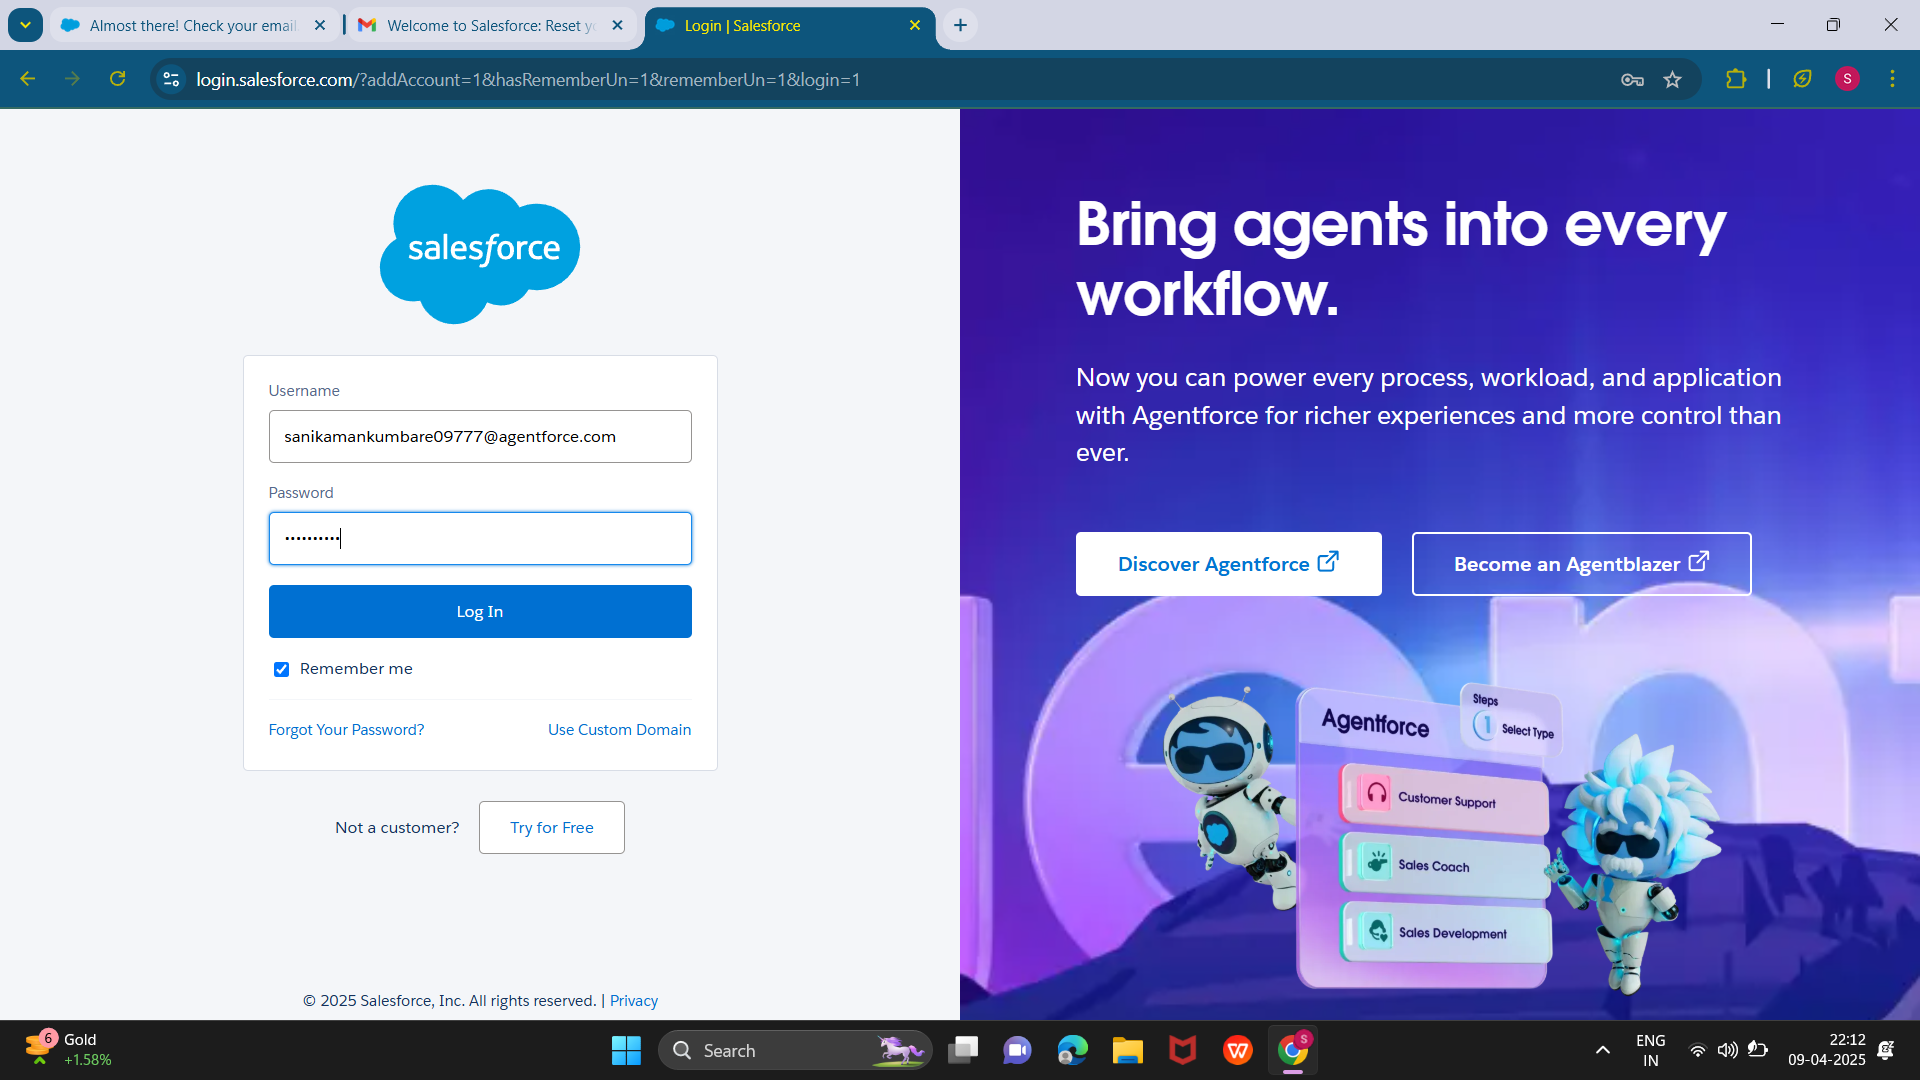 Almost there! Check your email
Welcome to Salesforce: Reset yo
Login | Salesforce
login.salesforce.com/?addAccount=1&hasRememberUn=1&rememberUn=1&login=1
S
salesforce
Username
sanikamankumbare09777@agentforce.com
Password
••••••••••
Log In
Remember me
Forgot Your Password?
Use Custom Domain
Not a customer?
Try for Free
© 2025 Salesforce, Inc. All rights reserved. | Privacy
Bring agents into every
workflow.
Now you can power every process, workload, and application
with Agentforce for richer experiences and more control than
ever.
Discover Agentforce
Become an Agentblazer
Agentforce
Steps
1 Select Type
Customer Support
Sales Coach
Sales Development
6
Gold
+1.58%
Search
S
ENG
IN
22:12
09-04-2025